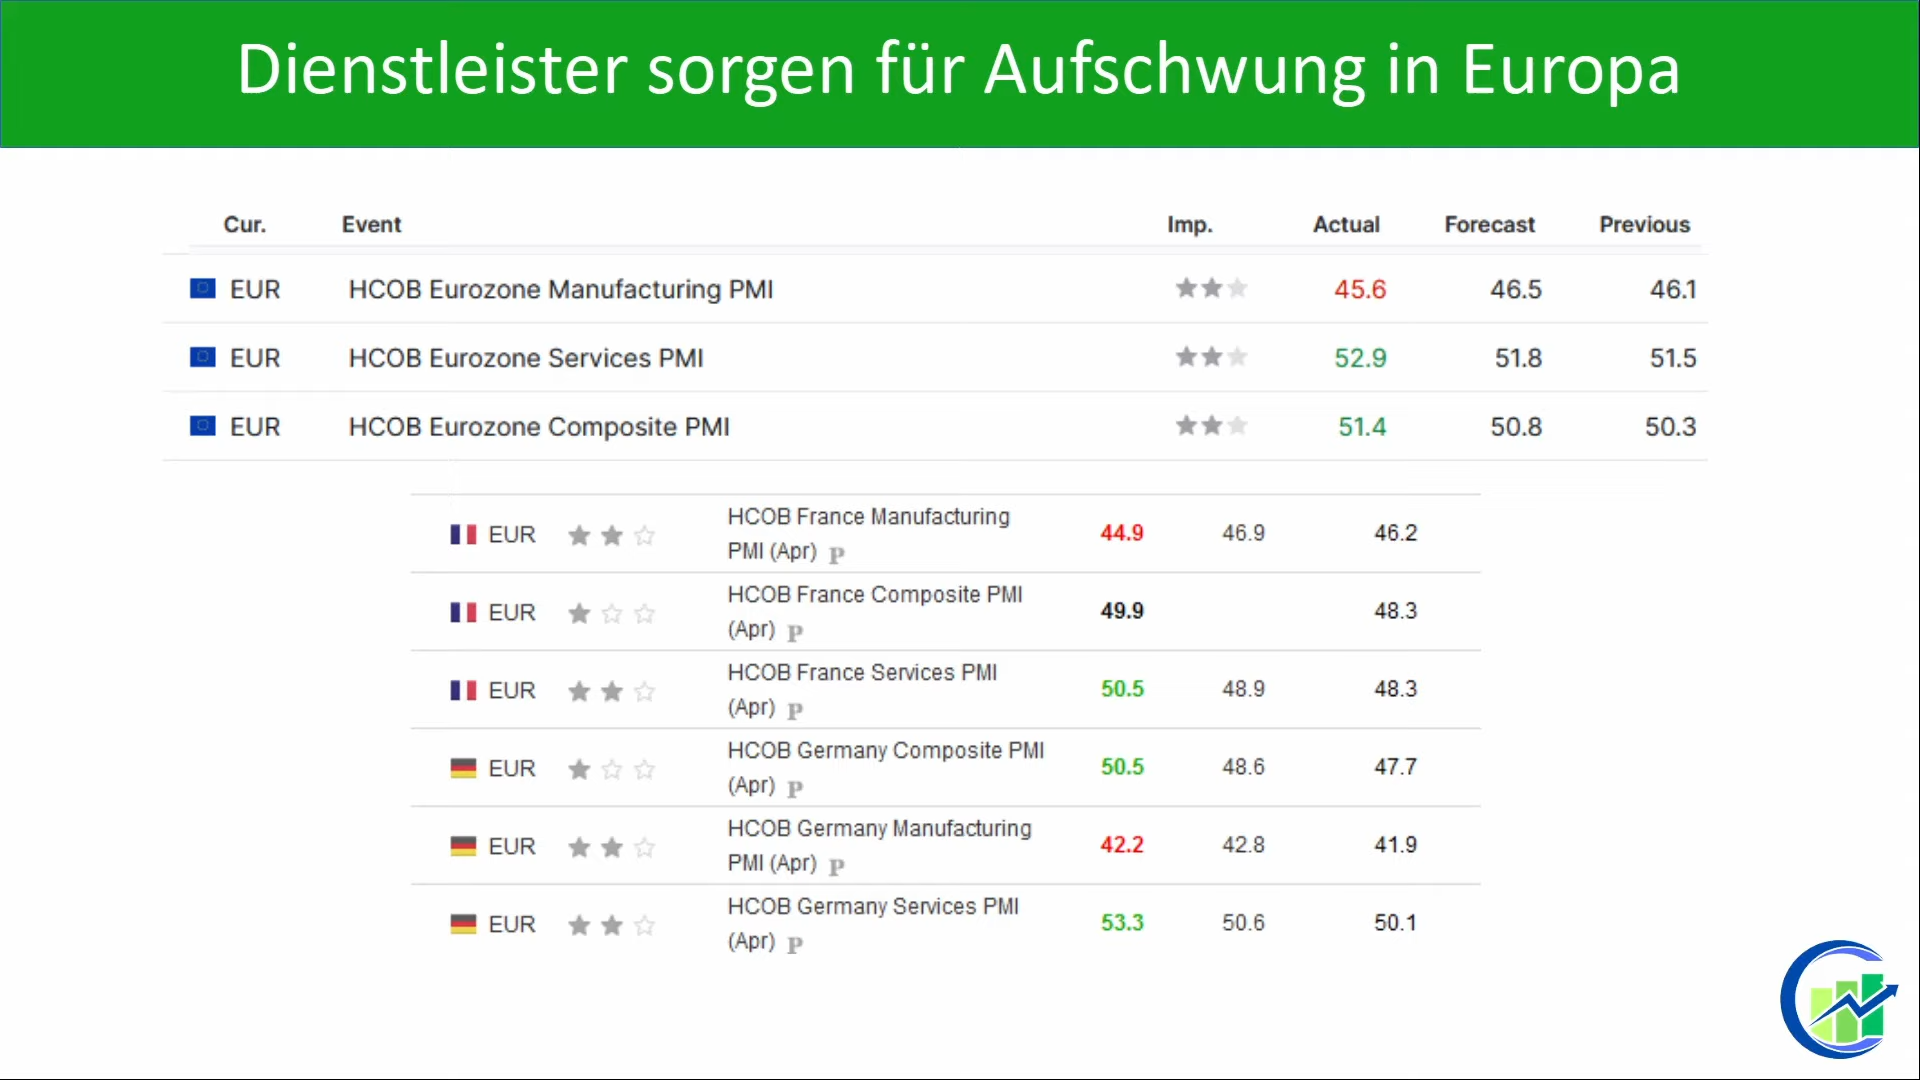 Dienstleister sorgen für Aufschwung in Europa
Cur. Event Imp. Actual Forecast Previous
EUR HCOB Eurozone Manufacturing PMI 45.6 46.5 46.1
EUR HCOB Eurozone Services PMI 52.9 51.8 51.5
EUR HCOB Eurozone Composite PMI 51.4 50.8 50.3
EUR HCOB France Manufacturing 44.9 46.9 46.2
PMI (Apr) P
EUR HCOB France Composite PMI 49.9 48.3
(Apr) P
EUR HCOB France Services PMI 50.5 48.9 48.3
(Apr) P
EUR HCOB Germany Composite PMI 50.5 48.6 47.7
(Apr) P
EUR HCOB Germany Manufacturing 42.2 42.8 41.9
PMI (Apr) P
EUR HCOB Germany Services PMI 53.3 50.6 50.1
(Apr) P